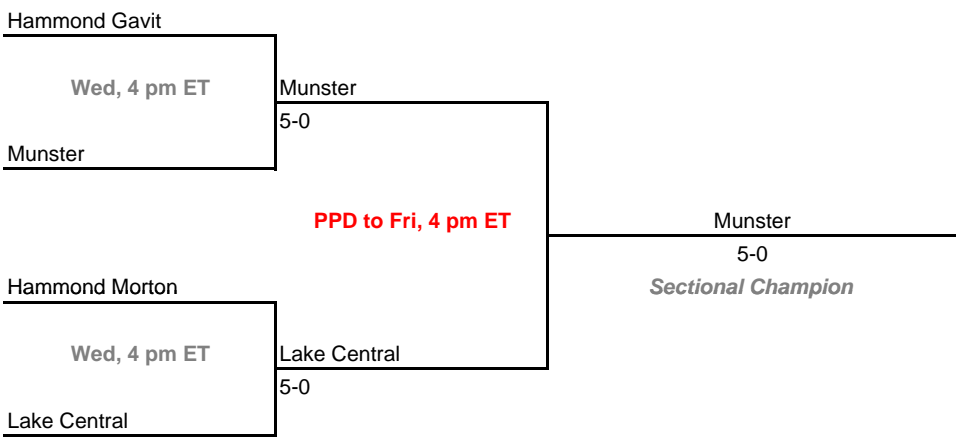 Hammond Gavit
Wed, 4 pm ET
Munster
5-0
Munster
PPD to Fri, 4 pm ET
Munster
5-0
Sectional Champion
Hammond Morton
Wed, 4 pm ET
Lake Central
5-0
Lake Central